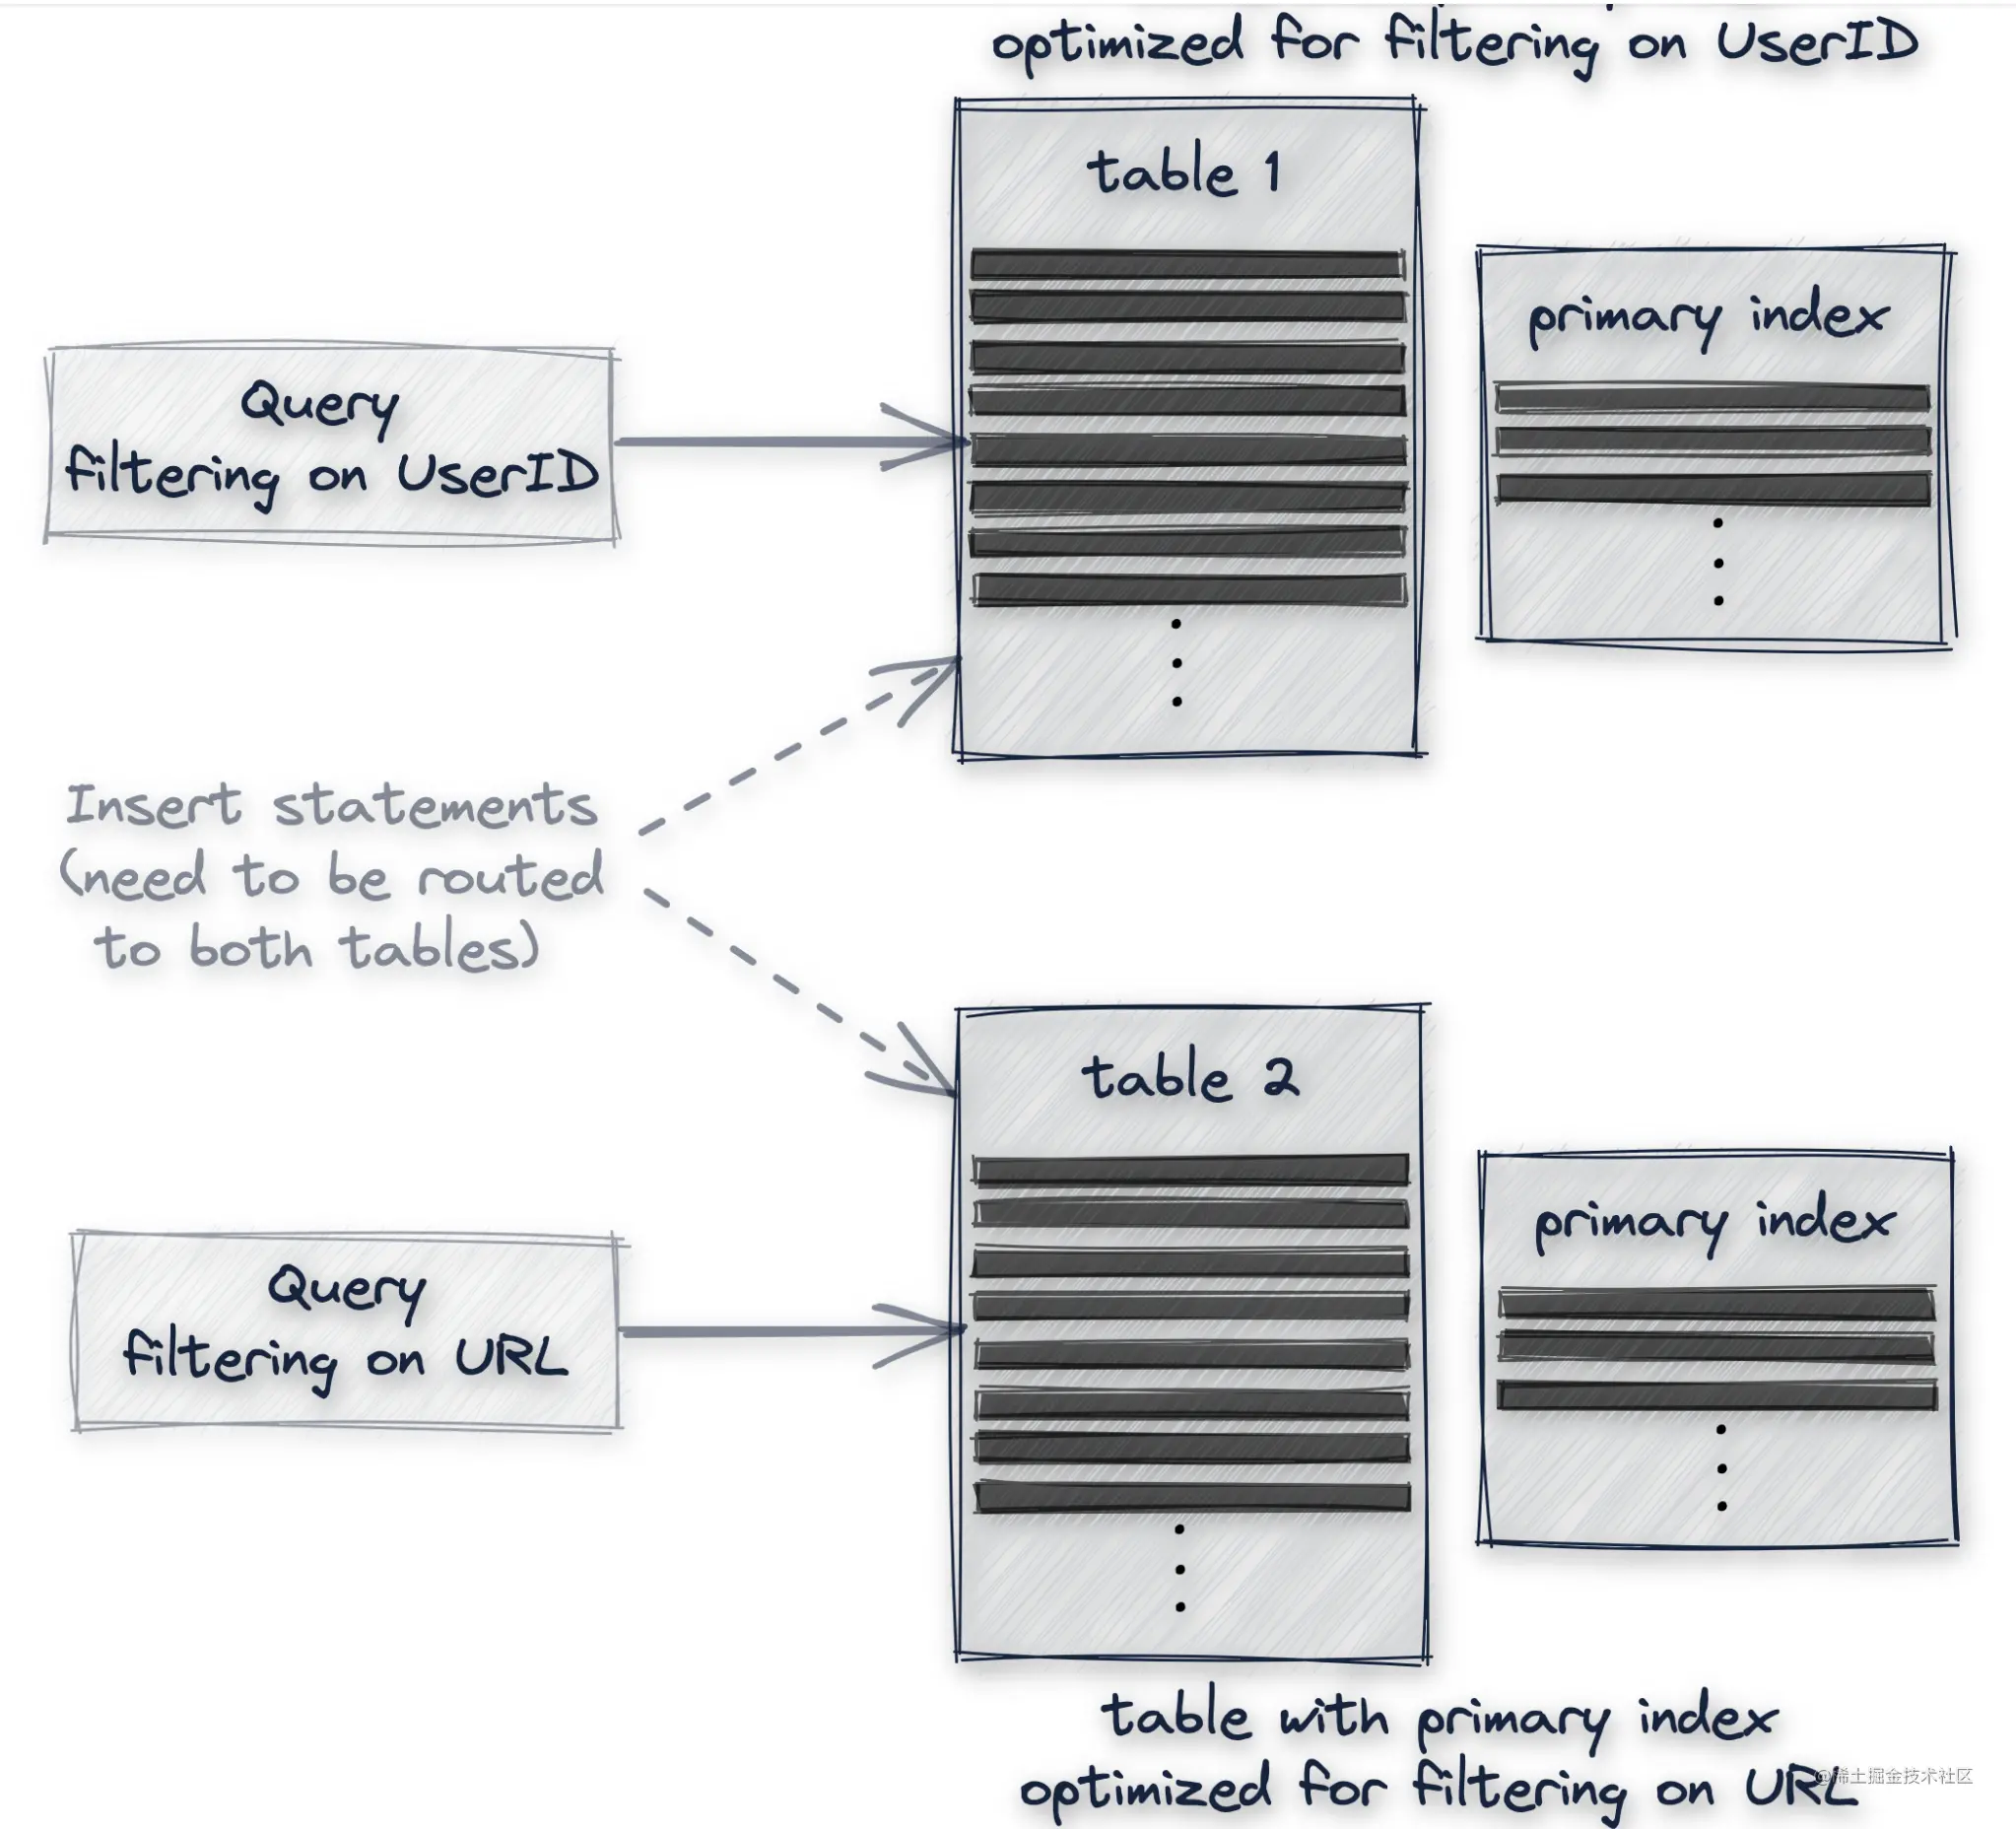 optimized for filtering on UserID
table 1
primary index
Query
filtering on UserID
Insert statements
(need to be routed
to both tables)
table 2
primary index
Query
filtering on URL
table with primary index
optimized for filtering on URL
@稀土掘金技术社区